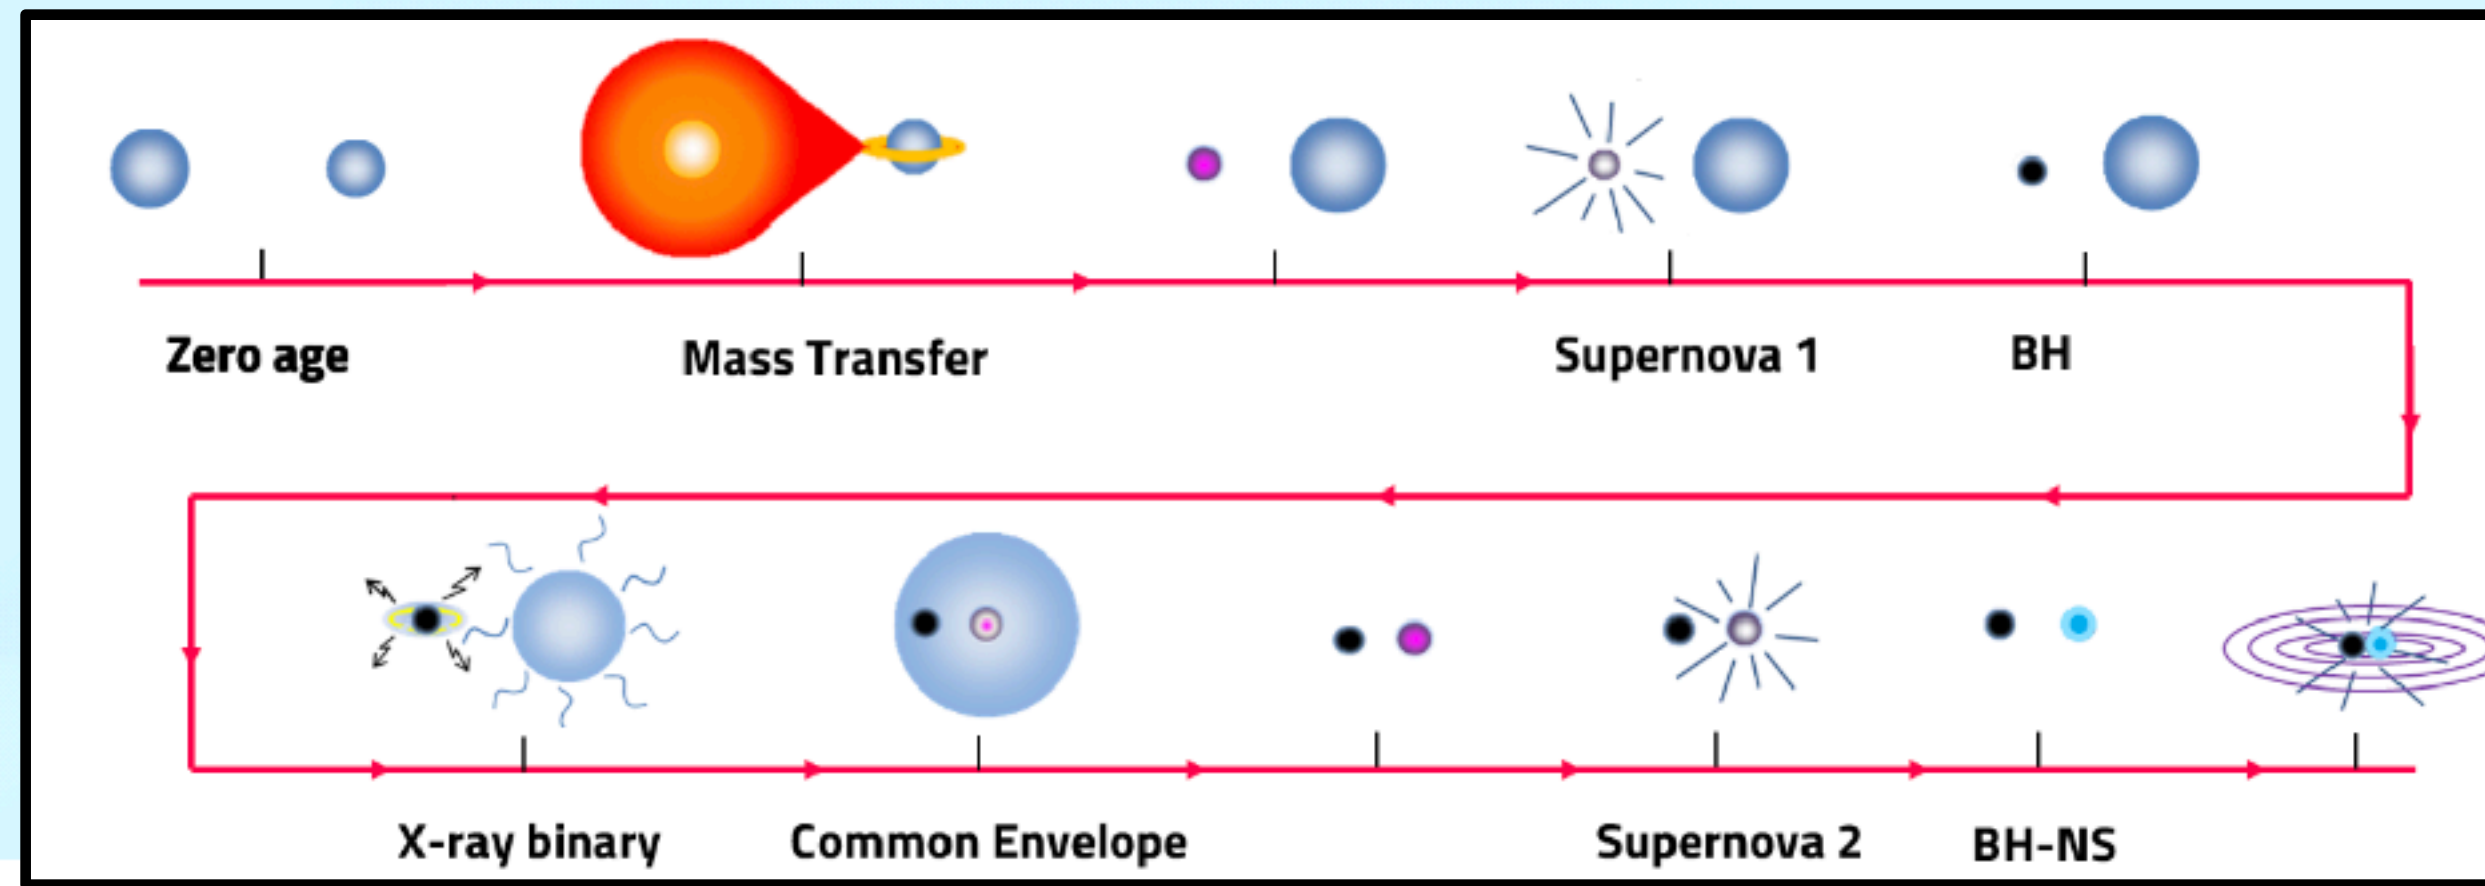 Zero age
Mass Transfer
Supernova 1
BH
X-ray binary
Common Envelope
Supernova 2
BH-NS